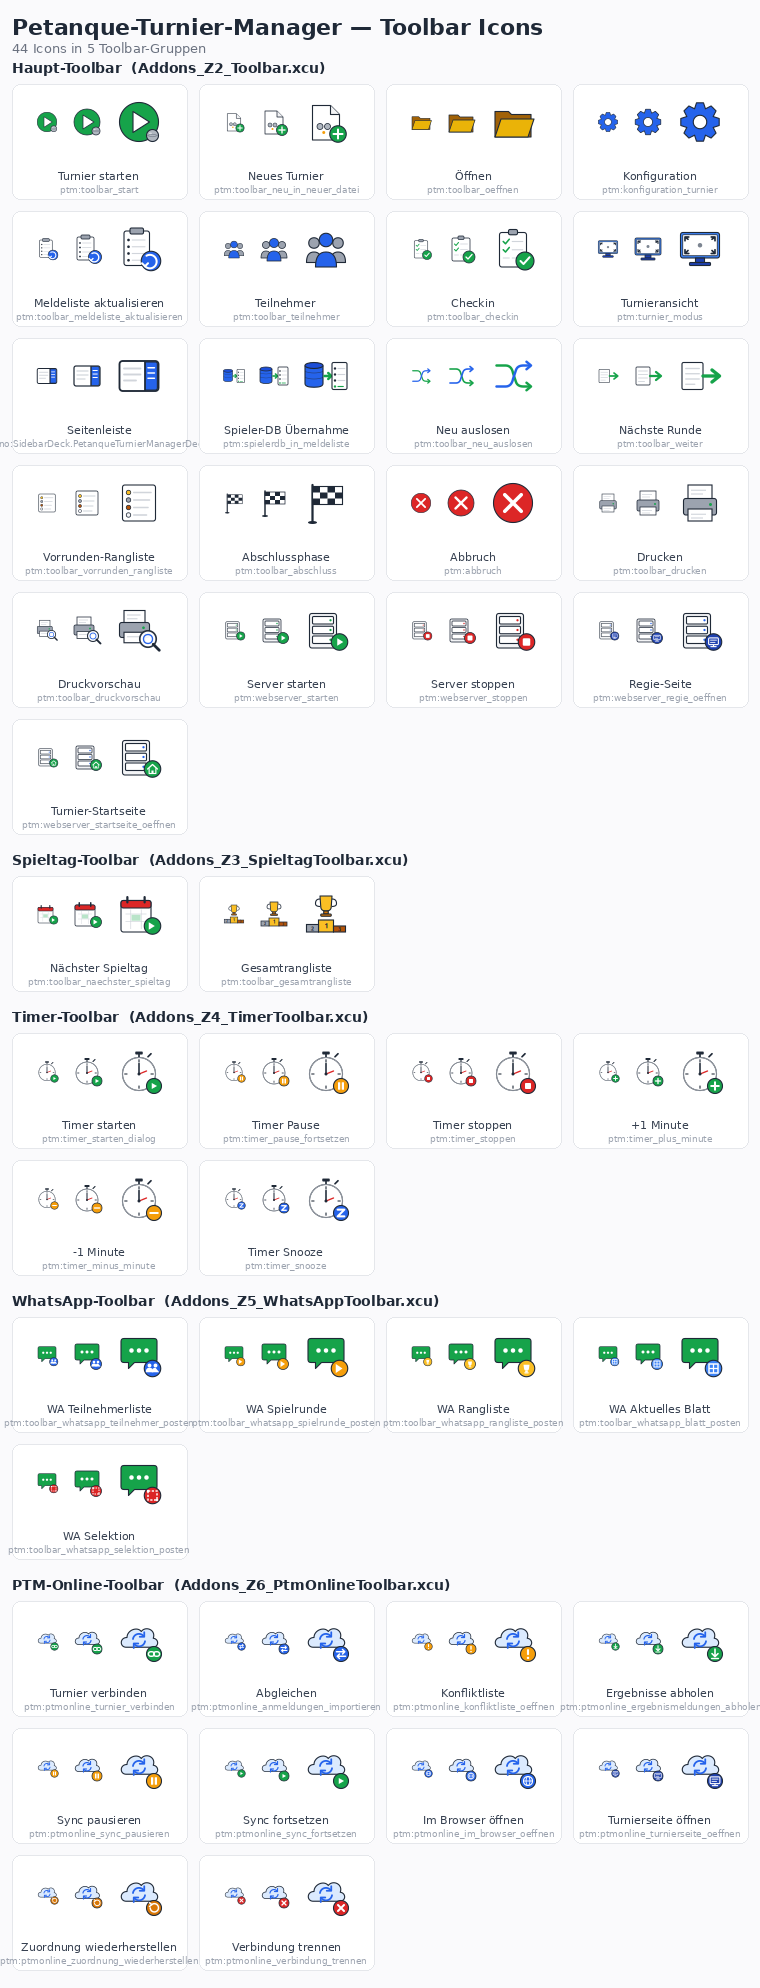 Petanque-Turnier-Manager — Toolbar Icons
44 Icons in 5 Toolbar-Gruppen
Haupt-Toolbar (Addons_Z2_Toolbar.xcu)
Turnier starten
ptm:toolbar_start
Neues Turnier
ptm:toolbar_neu_in_neuer_datei
Öffnen
ptm:toolbar_oeffnen
Konfiguration
ptm:konfiguration_turnier
Meldeliste aktualisieren
ptm:toolbar_meldeliste_aktualisieren
Teilnehmer
ptm:toolbar_teilnehmer
Checkin
ptm:toolbar_checkin
Turnieransicht
ptm:turnier_modus
Seitenleiste
no:SidebarDeck.PetanqueTurnierManagerDe
Spieler-DB Übernahme
ptm:spielerdb_in_meldeliste
Neu auslosen
ptm:toolbar_neu_auslosen
Nächste Runde
ptm:toolbar_weiter
Vorrunden-Rangliste
ptm:toolbar_vorrunden_rangliste
Abschlussphase
ptm:toolbar_abschluss
Abbruch
ptm:abbruch
Drucken
ptm:toolbar_drucken
Druckvorschau
ptm:toolbar_druckvorschau
Server starten
ptm:webserver_starten
Server stoppen
ptm:webserver_stoppen
Regie-Seite
ptm:webserver_regie_oeffnen
Turnier-Startseite
ptm:webserver_startseite_oeffnen
Spieltag-Toolbar (Addons_Z3_SpieltagToolbar.xcu)
Nächster Spieltag
ptm:toolbar_naechster_spieltag
Gesamtrangliste
ptm:toolbar_gesamtrangliste
Timer-Toolbar (Addons_Z4_TimerToolbar.xcu)
Timer starten
ptm:timer_starten_dialog
Timer Pause
ptm:timer_pause_fortsetzen
Timer stoppen
ptm:timer_stoppen
+1 Minute
ptm:timer_plus_minute
-1 Minute
ptm:timer_minus_minute
Timer Snooze
ptm:timer_snooze
WhatsApp-Toolbar (Addons_Z5_WhatsAppToolbar.xcu)
WA Teilnehmerliste
ptm:toolbar_whatsapp_teilnehmer_posten
WA Spielrunde
ptm:toolbar_whatsapp_spielrunde_posten
WA Rangliste
ptm:toolbar_whatsapp_rangliste_posten
WA Aktuelles Blatt
ptm:toolbar_whatsapp_blatt_posten
WA Selektion
ptm:toolbar_whatsapp_selektion_posten
PTM-Online-Toolbar (Addons_Z6_PtmOnlineToolbar.xcu)
Turnier verbinden
ptm:ptmonline_turnier_verbinden
Abgleichen
ptm:ptmonline_anmeldungen_importieren
Konfliktliste
ptm:ptmonline_konfliktliste_oeffnen
Ergebnisse abholen
ptm:ptmonline_ergebnismeldungen_abholen
Sync pausieren
ptm:ptmonline_sync_pausieren
Sync fortsetzen
ptm:ptmonline_sync_fortsetzen
Im Browser öffnen
ptm:ptmonline_im_browser_oeffnen
Turnierseite öffnen
ptm:ptmonline_turnierseite_oeffnen
Zuordnung wiederherstellen
ptm:ptmonline_zuordnung_wiederherstellen
Verbindung trennen
ptm:ptmonline_verbindung_trennen